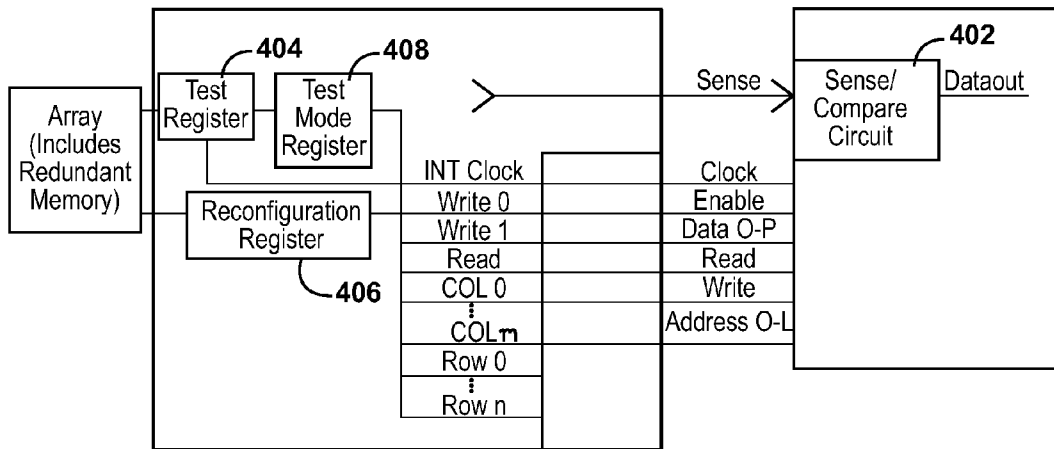 404
408
402
Test
Register
Test
Mode
Register
Array
(Includes
Redundant
Memory)
Reconfiguration
Register
406
INT Clock
Write 0
Write 1
Read
COL 0
COLm
Row 0
Row n
Sense
Clock
Enable
Data O-P
Read
Write
Address O-L
Sense/
Compare
Circuit
Dataout